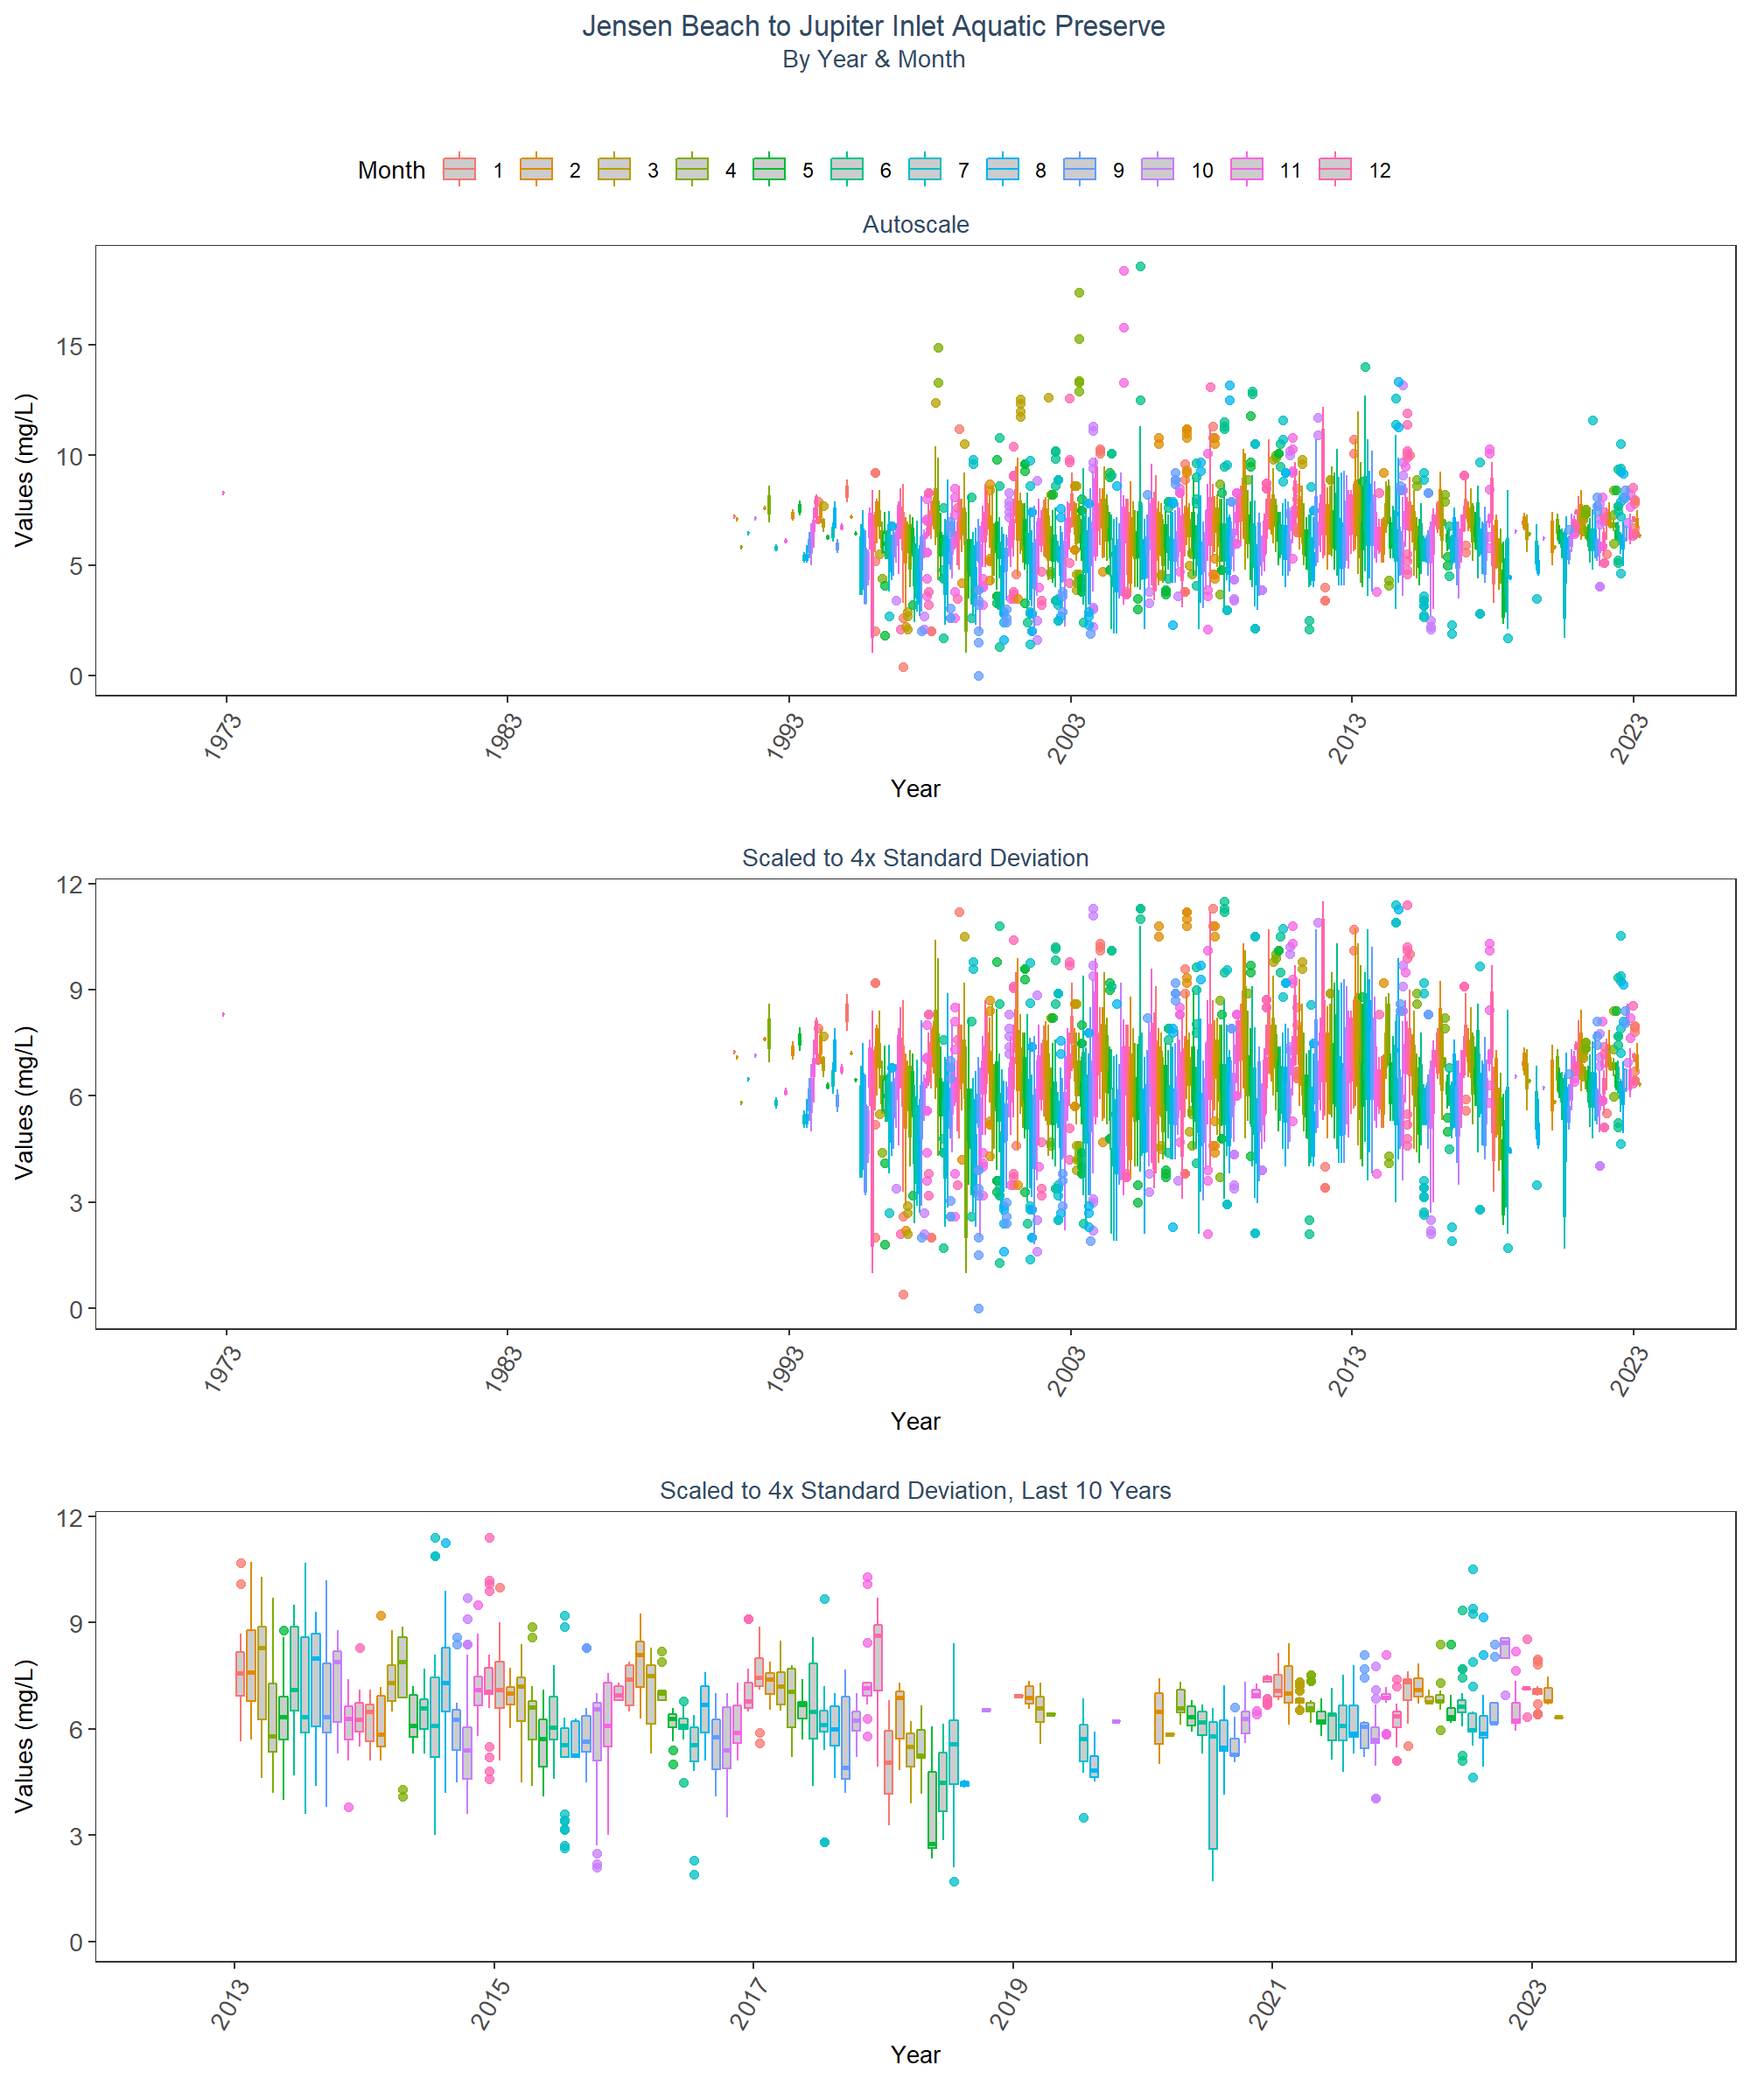 Jensen Beach to Jupiter Inlet Aquatic Preserve
By Year & Month
Month 1 2 3 4 5 6 7 8 9 10 11 12
Autoscale
Values (mg/L)
15
10
5
0
1973 1983 1993 2003 2013 2023
Year
Scaled to 4x Standard Deviation
Values (mg/L)
12
9
6
3
0
1973 1983 1993 2003 2013 2023
Year
Scaled to 4x Standard Deviation, Last 10 Years
Values (mg/L)
12
9
6
3
0
2013 2015 2017 2019 2021 2023
Year